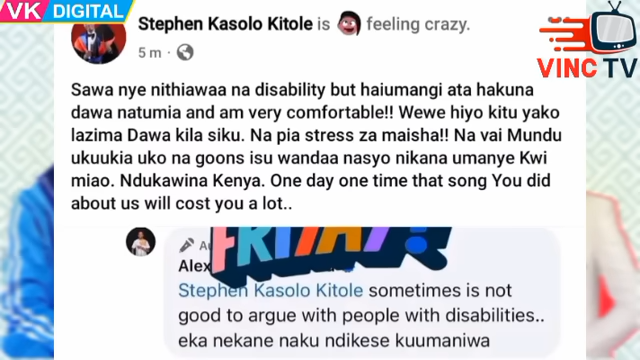 VK DIGITAL
VINC TV
Stephen Kasolo Kitole is feeling crazy.
5 m
Sawa nye nithiawaa na disability but haiumangi ata hakuna
dawa natumia and am very comfortable!! Wewe hiyo kitu yako
lazima Dawa kila siku. Na pia stress za maisha!! Na vai Mundu
ukuukia uko na goons isu wandaa nasyo nikana umanye Kwi
miao. Ndukawina Kenya. One day one time that song You did
about us will cost you a lot..
FRIDAY!
Alex
Stephen Kasolo Kitole sometimes is not
good to argue with people with disabilities..
eka nekane naku ndikese kuumaniwa